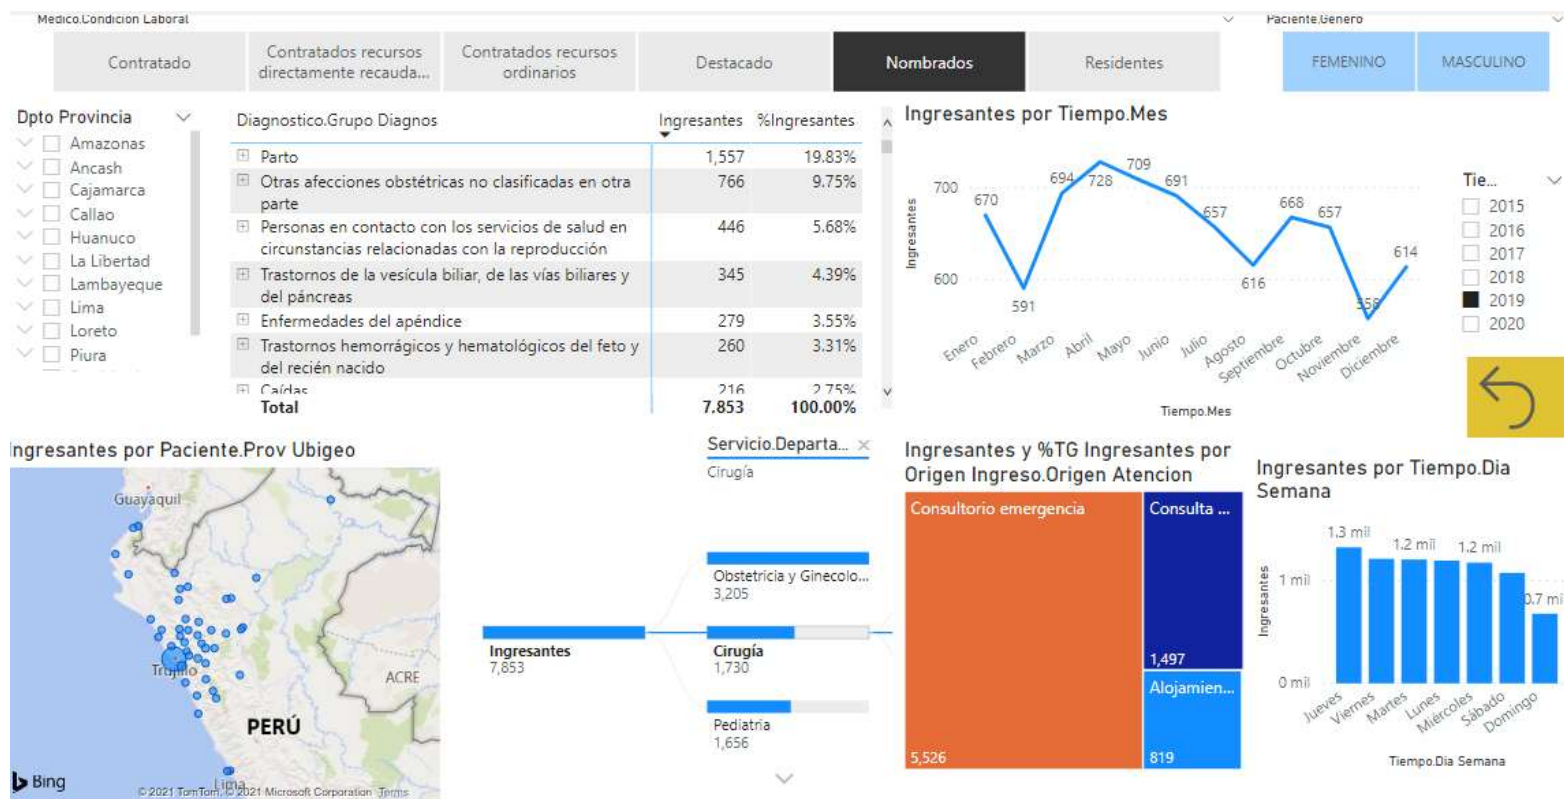 Medico.Condicion Laboral
Paciente.Genero
Contratado
Contratados recursos
directamente recauda...
Contratados recursos
ordinarios
Destacado
Nombrados
Residentes
FEMENINO
MASCULINO
Dpto Provincia
Amazonas
Ancash
Cajamarca
Callao
Huanuco
La Libertad
Lambayeque
Lima
Loreto
Piura
Diagnostico.Grupo Diagnos Ingresantes %Ingresantes
Parto 1,557 19.83%
Otras afecciones obstétricas no clasificadas en otra 766 9.75%
parte
Personas en contacto con los servicios de salud en 446 5.68%
circunstancias relacionadas con la reproducción
Trastornos de la vesícula biliar, de las vías biliares y 345 4.39%
del páncreas
Enfermedades del apéndice 279 3.55%
Trastornos hemorrágicos y hematológicos del feto y 260 3.31%
del recién nacido
Caídas 216 2.75%
Total 7,853 100.00%
Ingresantes por Tiempo.Mes
Ingresantes
700
600
670
591
694
728
709
691
657
616
668
657
558
614
Enero
Febrero
Marzo
Abril
Mayo
Junio
Julio
Agosto
Septiembre
Octubre
Noviembre
Diciembre
Tiempo.Mes
Tie...
2015
2016
2017
2018
2019
2020
Ingresantes por Paciente.Prov Ubigeo
Guayaquil
Trujillo
ACRE
PERÚ
Lima
Bing
© 2021 TomTom, © 2021 Microsoft Corporation Terms
Servicio.Departa...
Cirugía
Ingresantes
7,853
Obstetricia y Ginecolo...
3,205
Cirugía
1,730
Pediatria
1,656
Ingresantes y %TG Ingresantes por
Origen Ingreso.Origen Atencion
Consultorio emergencia
5,526
Consulta ...
1,497
Alojamien...
819
Ingresantes por Tiempo.Dia
Semana
Ingresantes
1 mil
0 mil
1.3 mil
1.2 mil
1.2 mil
0.7 mi
Jueves
Viernes
Martes
Lunes
Miércoles
Sábado
Domingo
Tiempo.Dia Semana